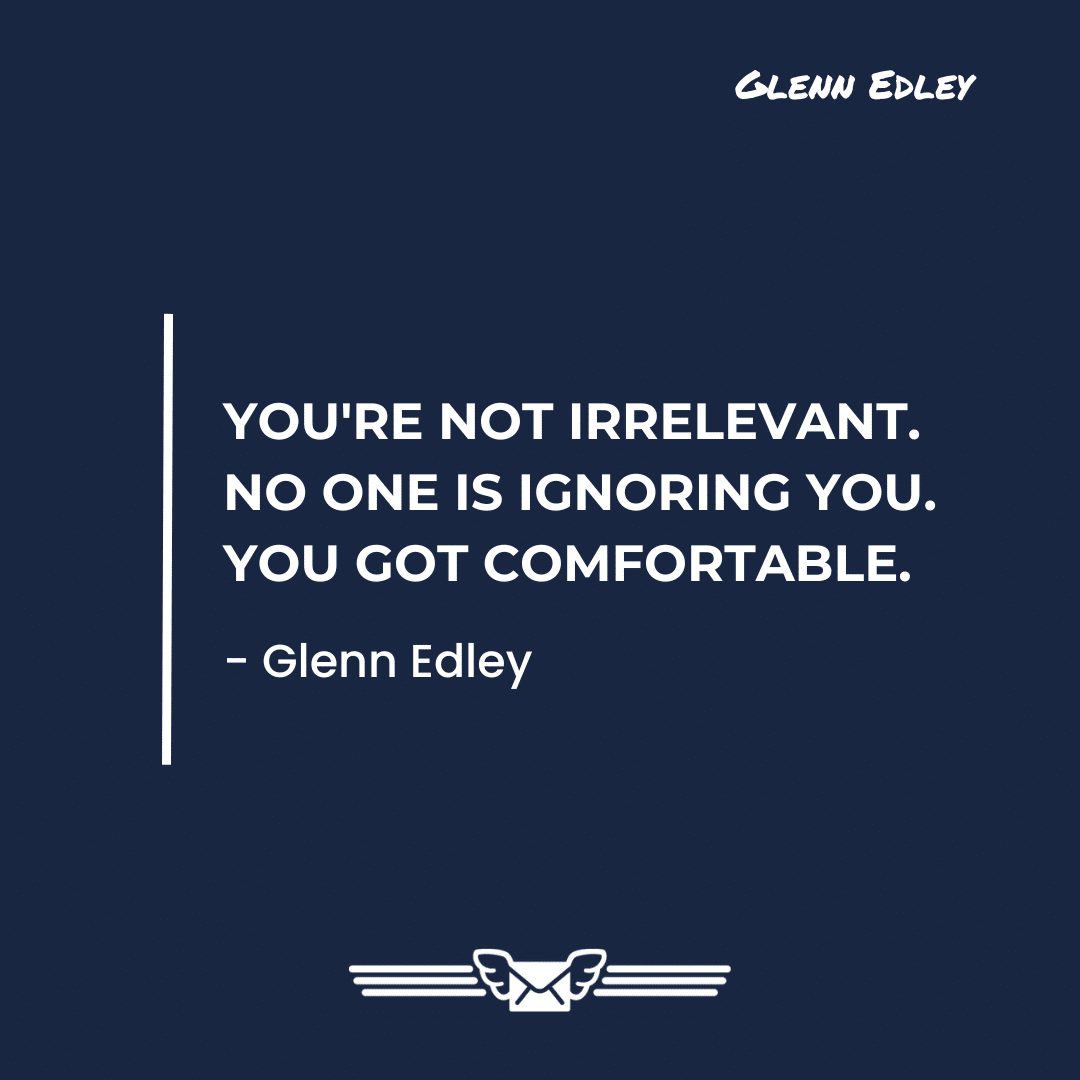 GLENN EDLEY
YOU'RE NOT IRRELEVANT.
NO ONE IS IGNORING YOU.
YOU GOT COMFORTABLE.
- Glenn Edley